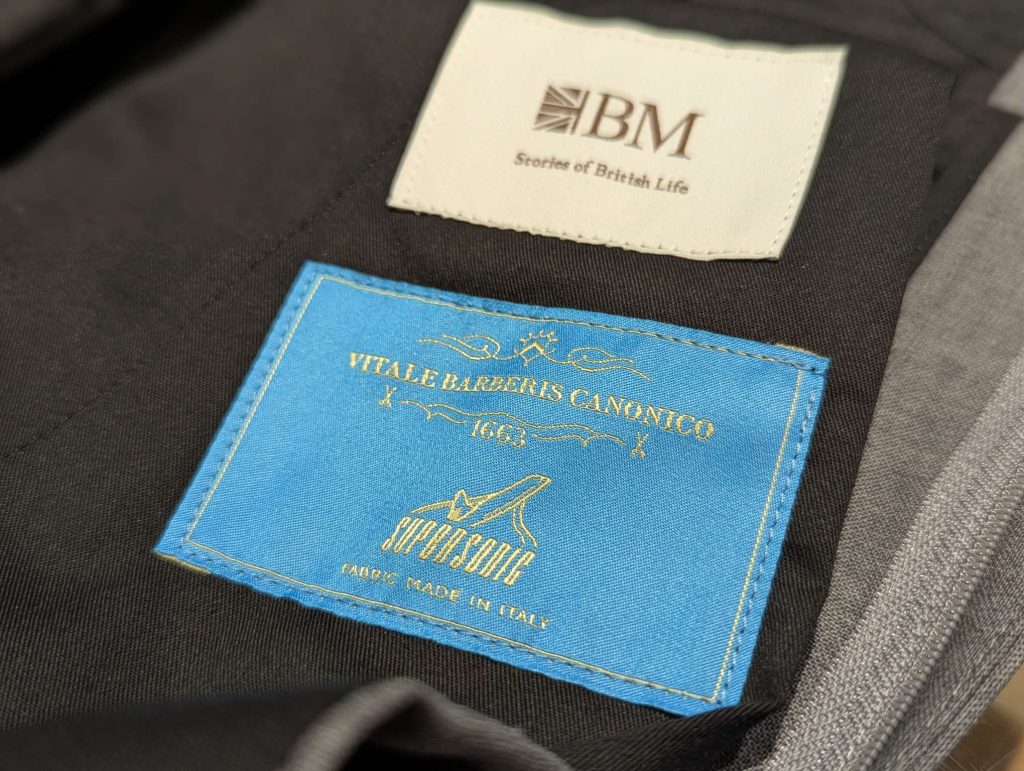 BM
Stories of British Life
VITALE BARBERIS CANONICO
1663
SUPERSONIC
FABRIC MADE IN ITALY